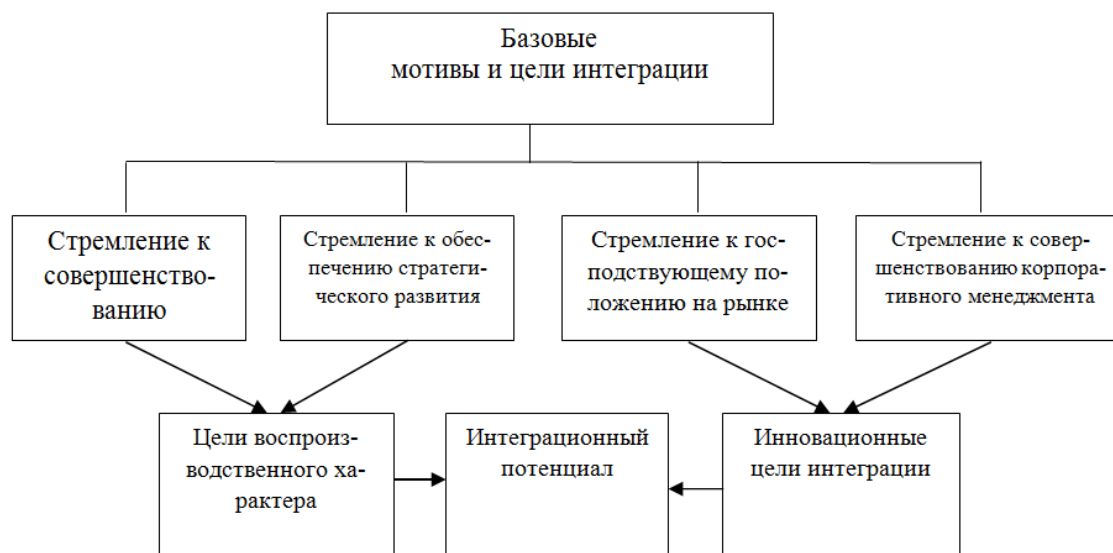 Базовые
мотивы и цели интеграции
Стремление к
совершенство-
ванию
Стремление к обес-
печению стратеги-
ческого развития
Стремление к гос-
подствующему по-
ложению на рынке
Стремление к совер-
шенствованию корпора-
тивного менеджмента
Цели воспроиз-
водственного ха-
рактера
Интеграционный
потенциал
Инновационные
цели интеграции